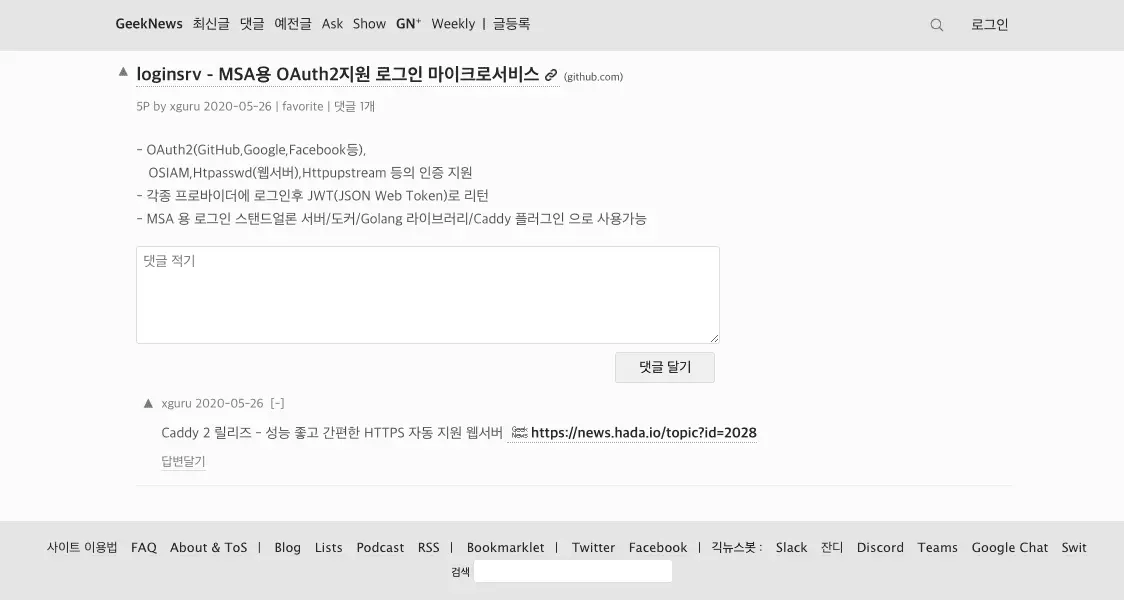 GeekNews 최신글 댓글 예전글 Ask Show GN+ Weekly | 글등록 로그인
▲ loginsrv - MSA용 OAuth2지원 로그인 마이크로서비스 (github.com)
5P by xguru 2020-05-26 | favorite | 댓글 1개
- OAuth2(GitHub,Google,Facebook등),
OSIAM,Htpasswd(웹서버),Httpupstream 등의 인증 지원
- 각종 프로바이더에 로그인후 JWT(JSON Web Token)로 리턴
- MSA 용 로그인 스탠드얼론 서버/도커/Golang 라이브러리/Caddy 플러그인 으로 사용가능
댓글 적기
댓글 달기
▲ xguru 2020-05-26 [-]
Caddy 2 릴리즈 - 성능 좋고 간편한 HTTPS 자동 지원 웹서버 https://news.hada.io/topic?id=2028
답변달기
사이트 이용법 FAQ About & ToS | Blog Lists Podcast RSS | Bookmarklet | Twitter Facebook | 긱뉴스봇 : Slack 잔디 Discord Teams Google Chat Swit
검색